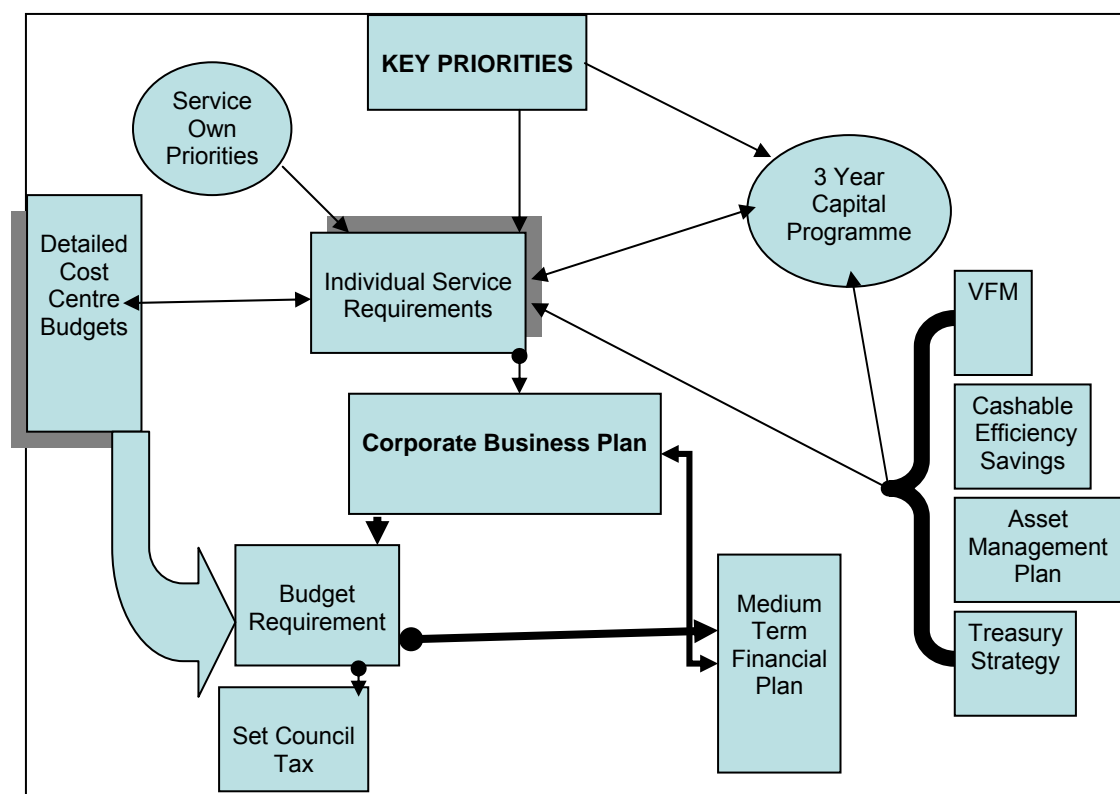 KEY PRIORITIES
Service
Own
Priorities
3 Year
Capital
Programme
Detailed
Cost
Centre
Budgets
Individual Service
Requirements
VFM
Cashable
Efficiency
Savings
Corporate Business Plan
Asset
Management
Plan
Budget
Requirement
Medium
Term
Financial
Plan
Treasury
Strategy
Set Council
Tax